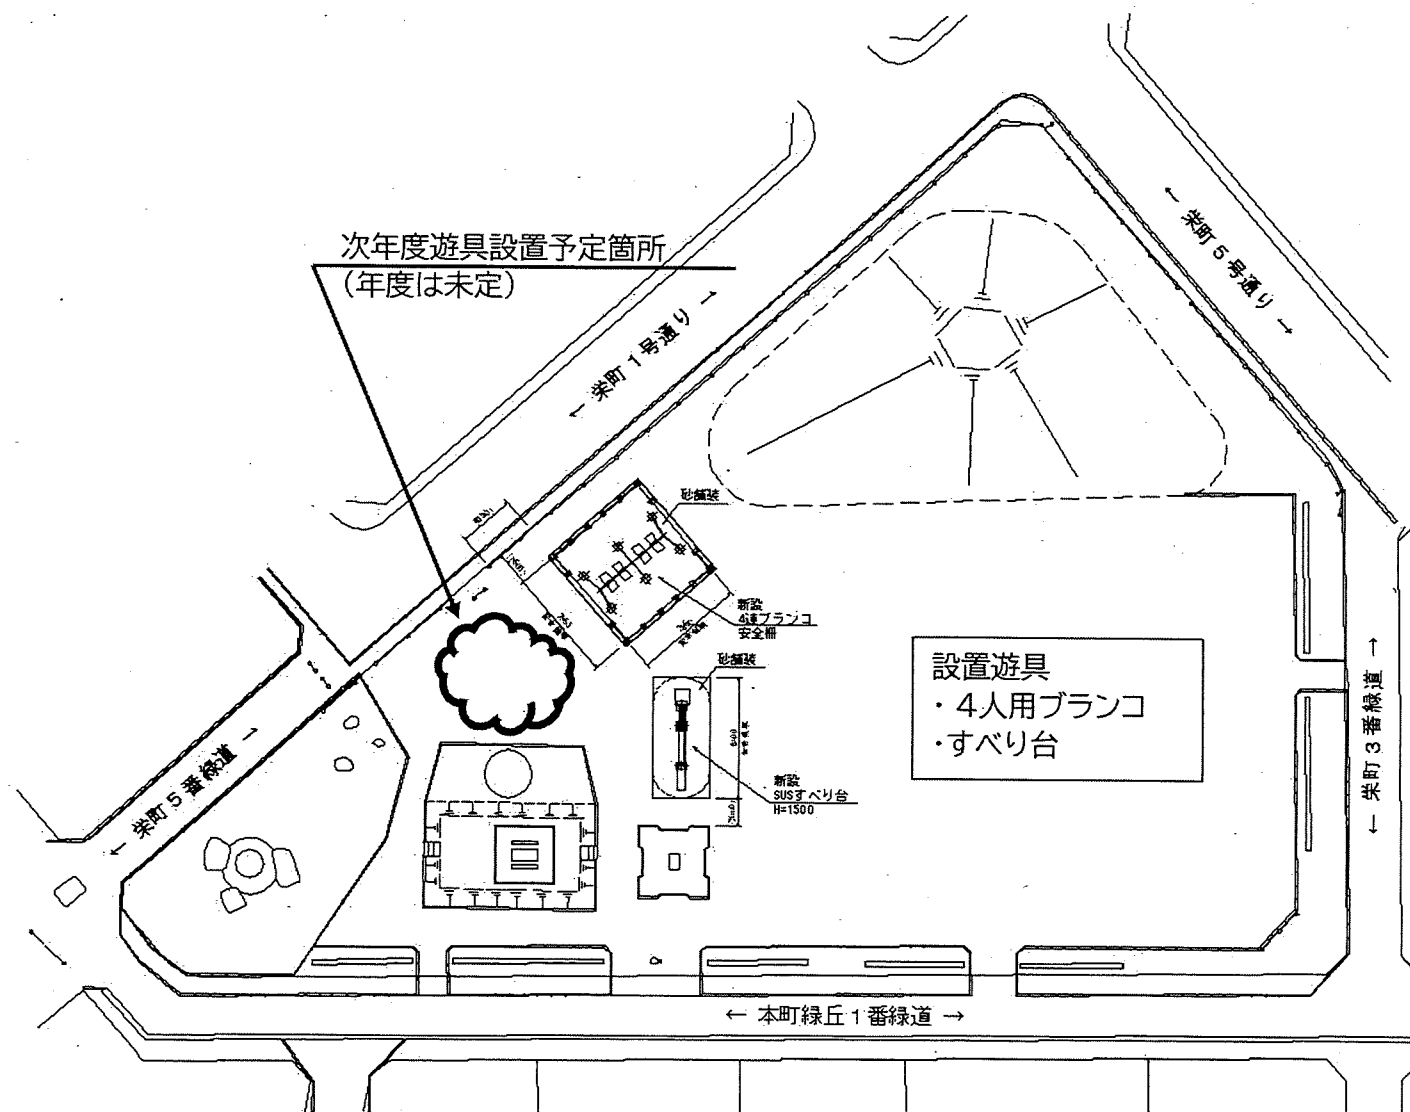 次年度遊具設置予定箇所
（年度は未定）
← 栄町1号通り →
← 栄町5号通り →
砂舗装
新設
4連ブランコ
安全柵
砂舗装
設置遊具
・４人用ブランコ
・すべり台
新設
SUSすべり台
H=1500
← 栄町5番緑道 →
← 栄町3番緑道 →
← 本町緑丘1番緑道 →